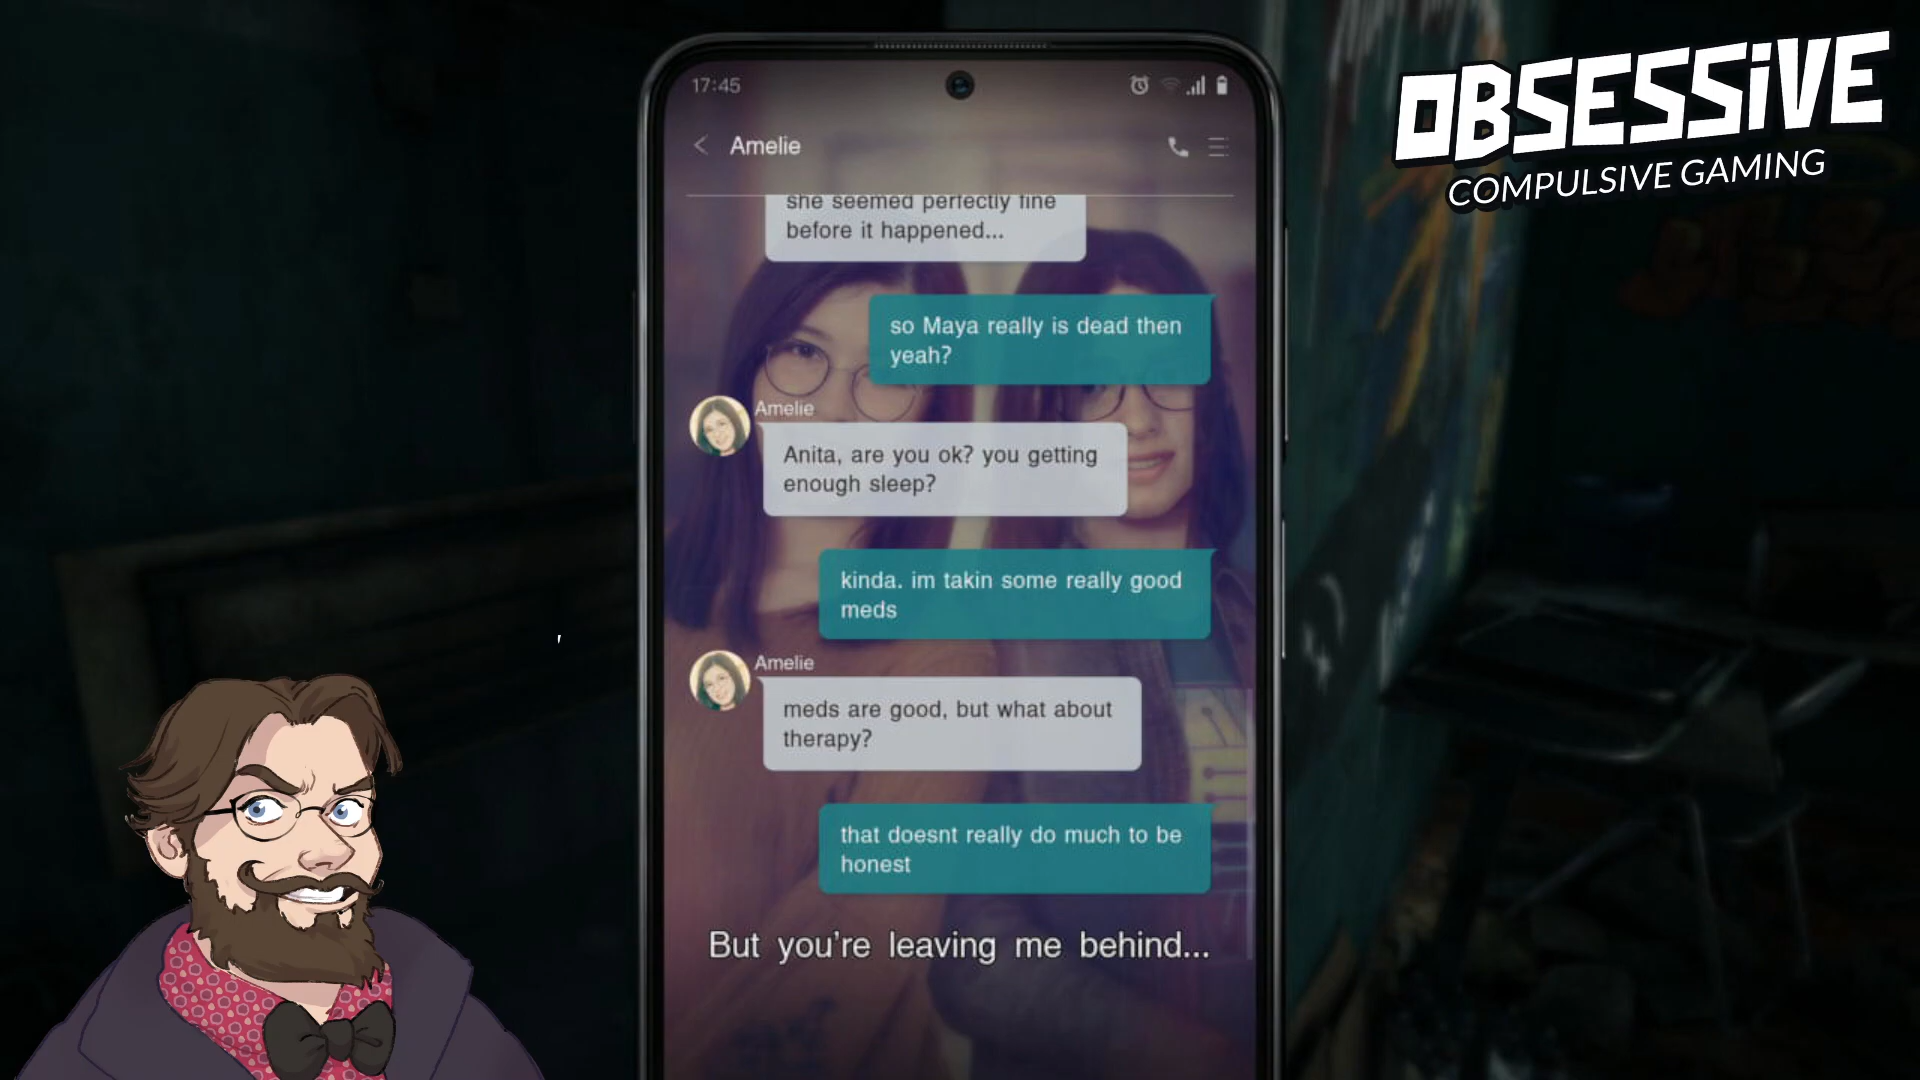 OBSESSIVE
COMPULSIVE GAMING
17:45
Amelie
she seemed perfectly fine
before it happened...
so Maya really is dead then
yeah?
Amelie
Anita, are you ok? you getting
enough sleep?
kinda. im takin some really good
meds
Amelie
meds are good, but what about
therapy?
that doesnt really do much to be
honest
But you're leaving me behind...